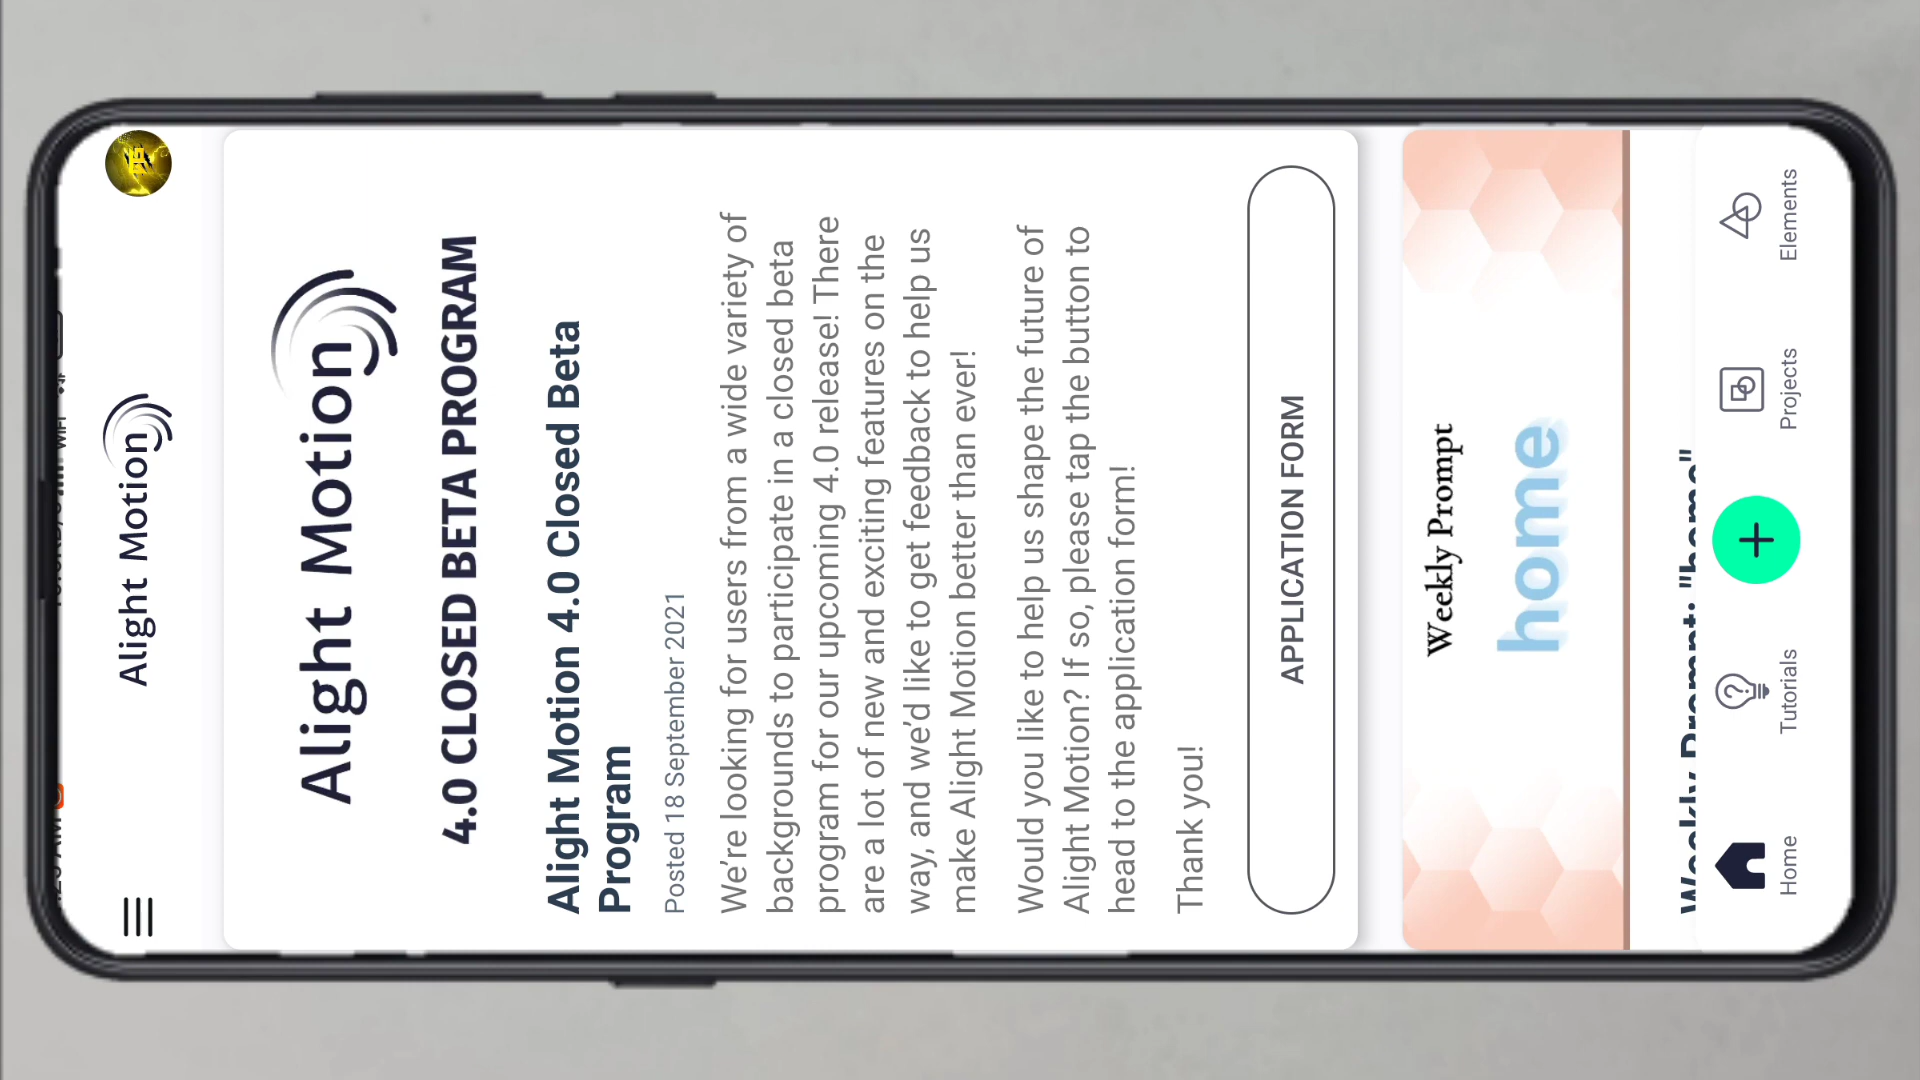 Alight Motion
Alight Motion
4.0 CLOSED BETA PROGRAM
Alight Motion 4.0 Closed Beta
Program
Posted 18 September 2021
We're looking for users from a wide variety of
backgrounds to participate in a closed beta
program for our upcoming 4.0 release! There
are a lot of new and exciting features on the
way, and we'd like to get feedback to help us
make Alight Motion better than ever!
Would you like to help us shape the future of
Alight Motion? If so, please tap the button to
head to the application form!
Thank you!
APPLICATION FORM
Weekly Prompt
home
Weekly Prompt: "home"
Home
Tutorials
Projects
Elements